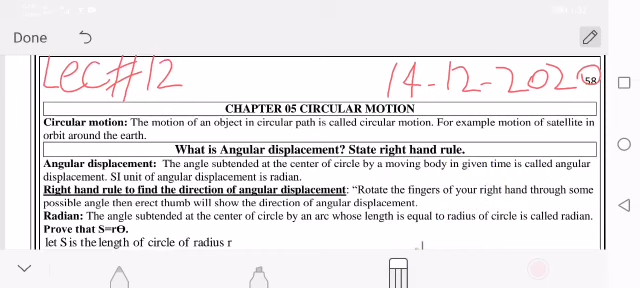 Done
Lec#12 14-12-2020
58
CHAPTER 05 CIRCULAR MOTION
Circular motion: The motion of an object in circular path is called circular motion. For example motion of satellite in
orbit around the earth.
What is Angular displacement? State right hand rule.
Angular displacement: The angle subtended at the center of circle by a moving body in given time is called angular
displacement. SI unit of angular displacement is radian.
Right hand rule to find the direction of angular displacement: “Rotate the fingers of your right hand through some
possible angle then erect thumb will show the direction of angular displacement.
Radian: The angle subtended at the center of circle by an arc whose length is equal to radius of circle is called radian.
Prove that S=rΘ.
let S is the length of circle of radius r